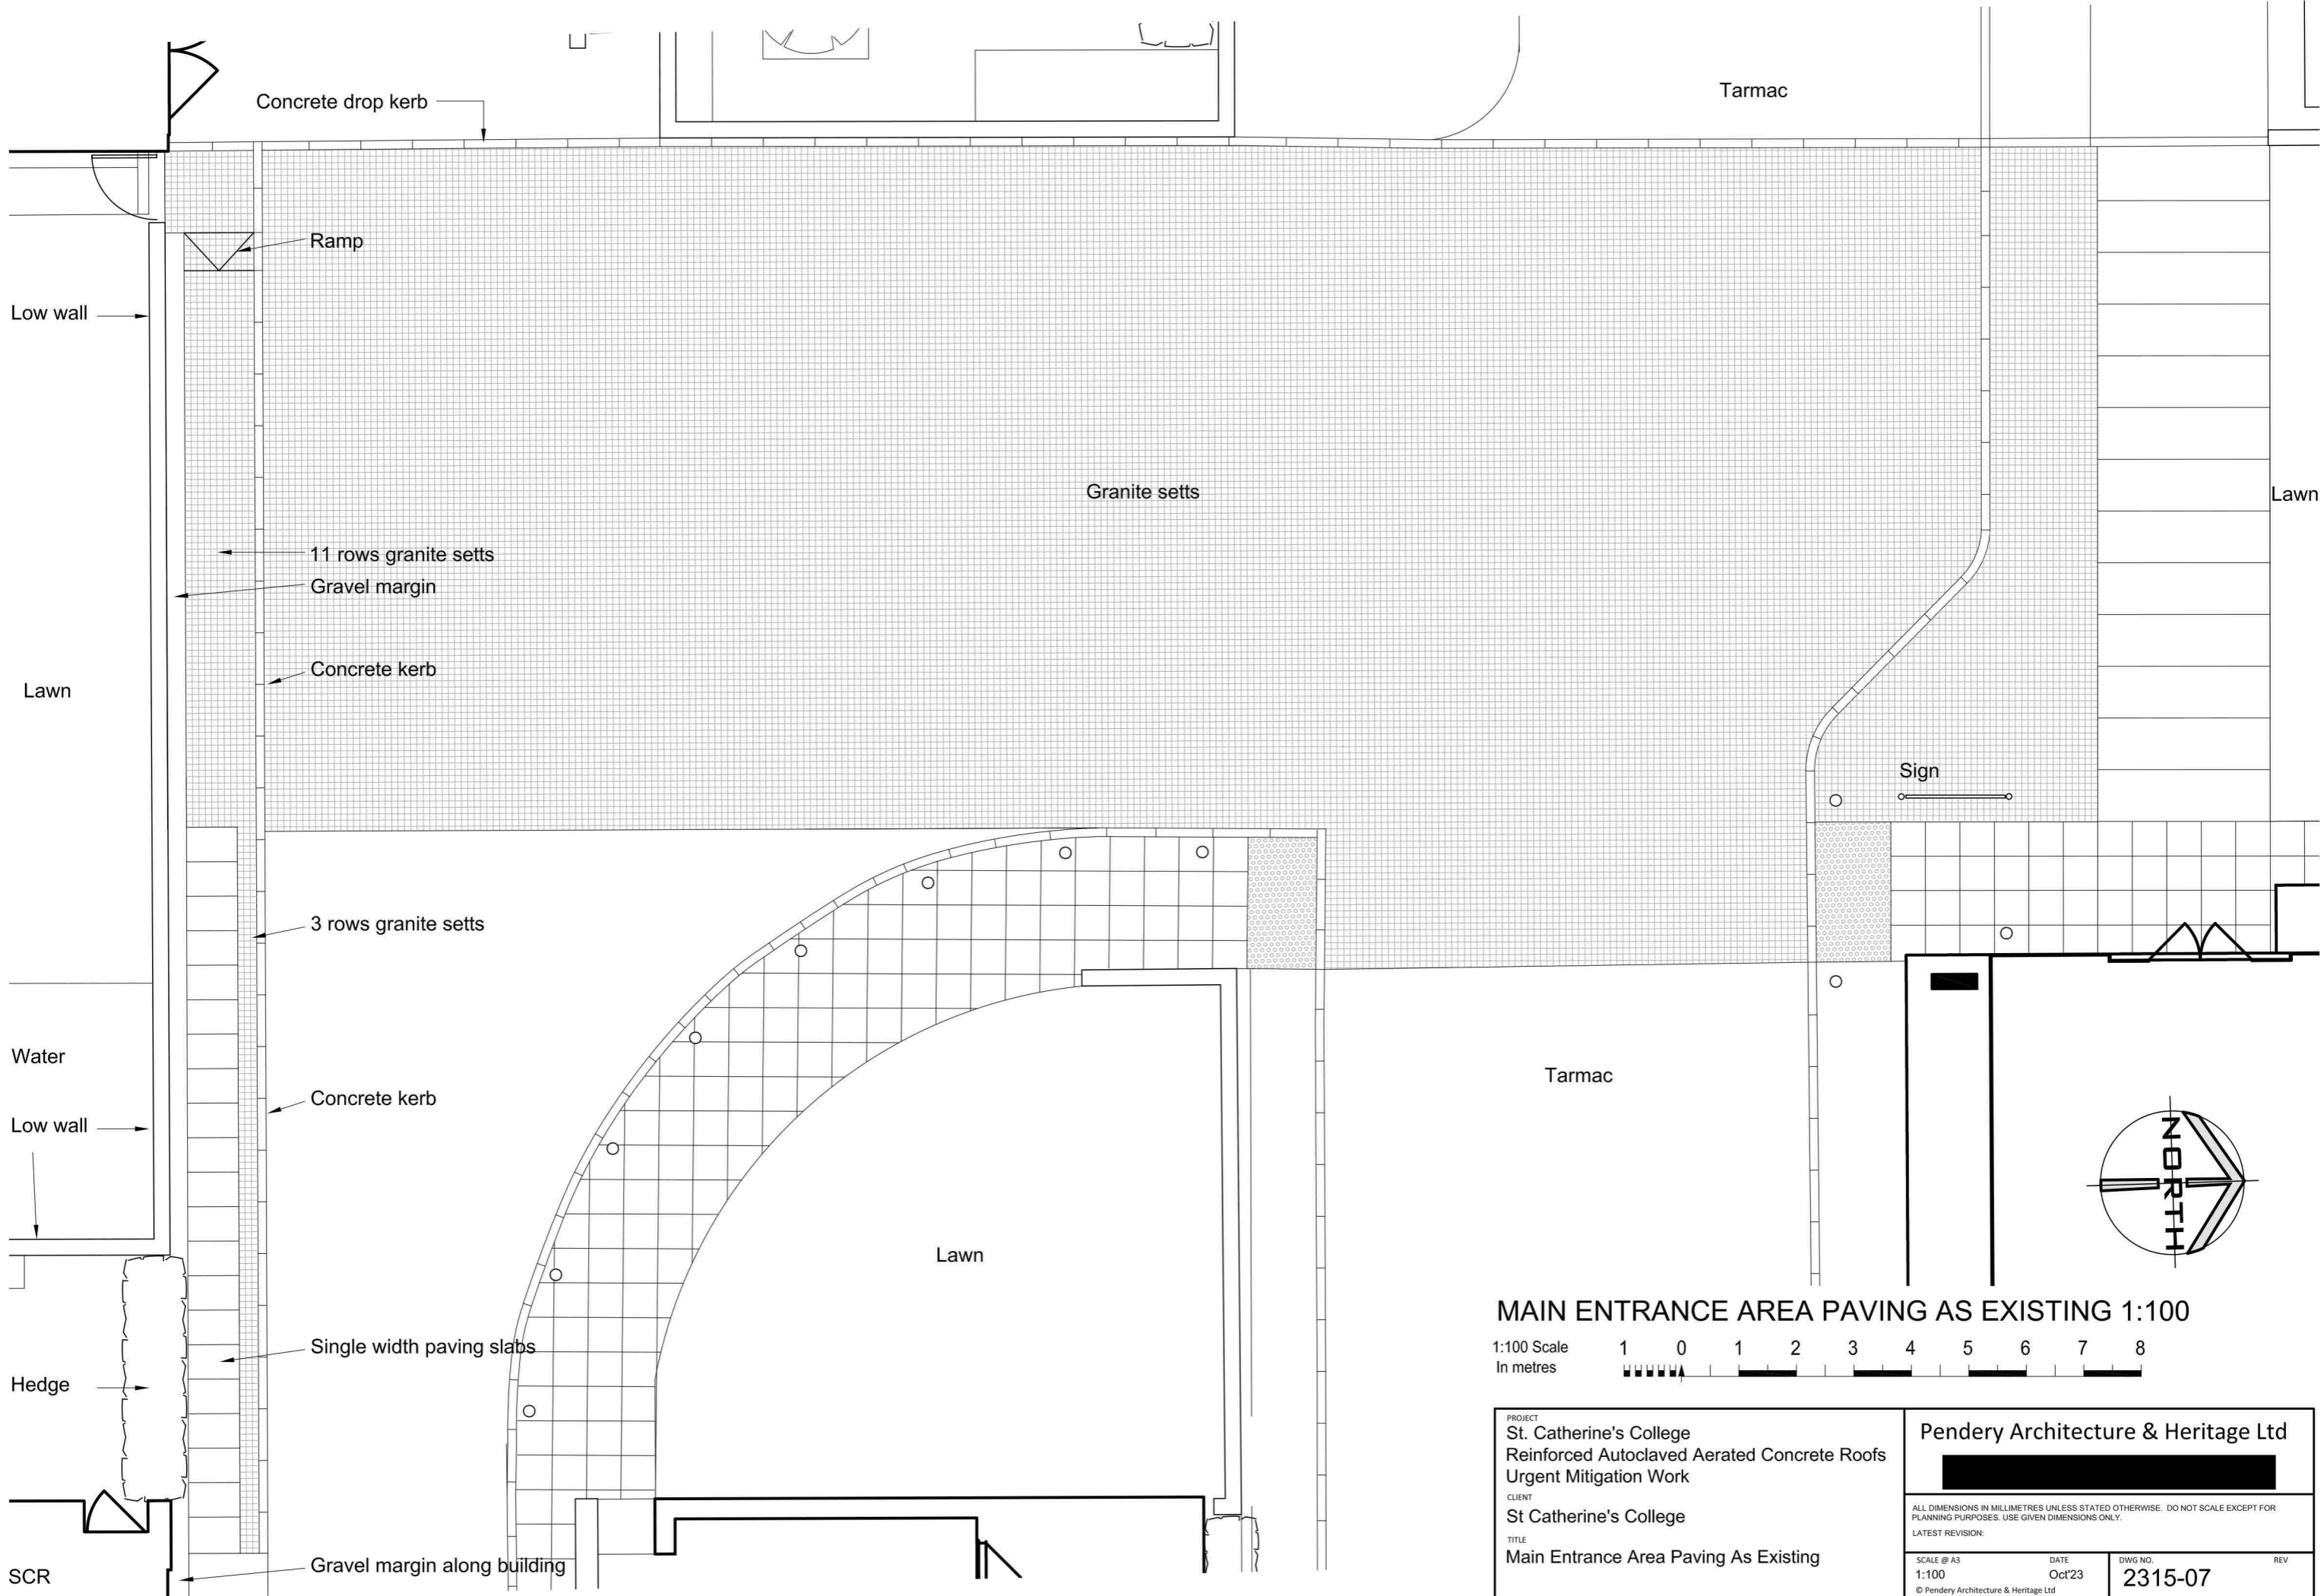 Concrete drop kerb
Tarmac
Ramp
Low wall
Granite setts
Lawn
11 rows granite setts
Gravel margin
Concrete kerb
Lawn
Sign
3 rows granite setts
Water
Tarmac
Concrete kerb
Low wall
NORTH
Lawn
MAIN ENTRANCE AREA PAVING AS EXISTING 1:100
1:100 Scale
In metres
1 0 1 2 3 4 5 6 7 8
Single width paving slabs
Hedge
Gravel margin along building
SCR
PROJECT
St. Catherine's College
Reinforced Autoclaved Aerated Concrete Roofs
Urgent Mitigation Work
CLIENT
St Catherine's College
TITLE
Main Entrance Area Paving As Existing
Pendery Architecture & Heritage Ltd
ALL DIMENSIONS IN MILLIMETRES UNLESS STATED OTHERWISE. DO NOT SCALE EXCEPT FOR
PLANNING PURPOSES. USE GIVEN DIMENSIONS ONLY.
LATEST REVISION:
SCALE @ A3 DATE DWG NO. REV
1:100 Oct'23 2315-07
© Pendery Architecture & Heritage Ltd